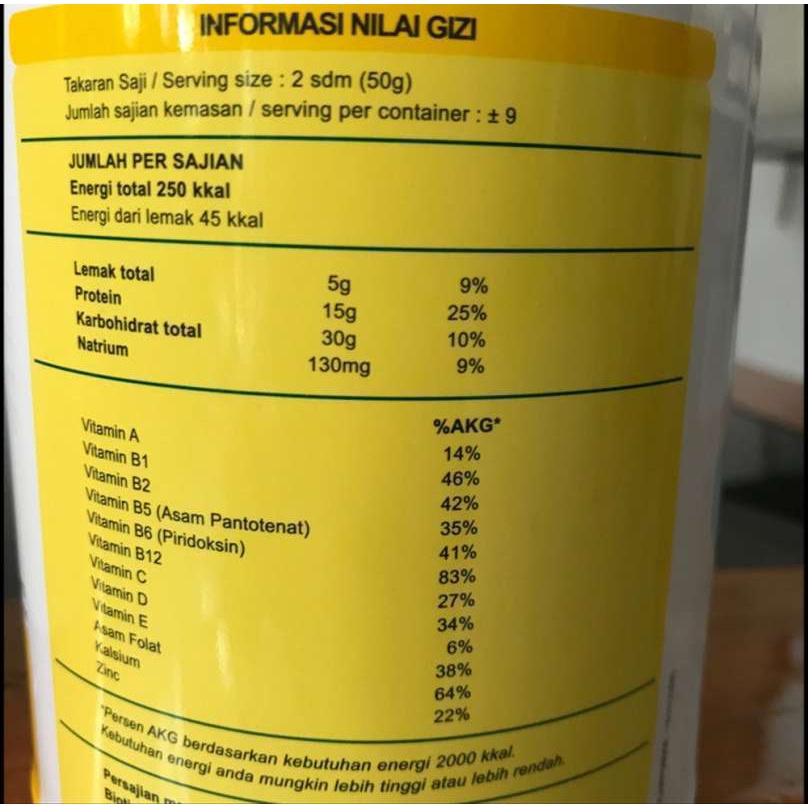 INFORMASI NILAI GIZI
Takaran Saji / Serving size : 2 sdm (50g)
Jumlah sajian kemasan / serving per container : ± 9
JUMLAH PER SAJIAN
Energi total 250 kkal
Energi dari lemak 45 kkal
Lemak total 5g 9%
Protein 15g 25%
Karbohidrat total 30g 10%
Natrium 130mg 9%
%AKG*
Vitamin A 14%
Vitamin B1 46%
Vitamin B2 42%
Vitamin B5 (Asam Pantotenat) 35%
Vitamin B6 (Piridoksin) 41%
Vitamin B12 83%
Vitamin C 27%
Vitamin D 34%
Vitamin E 6%
Asam Folat 38%
Kalsium 64%
Zinc 22%
*Persen AKG berdasarkan kebutuhan energi 2000 kkal.
Kebutuhan energi anda mungkin lebih tinggi atau lebih rendah.
Persajian